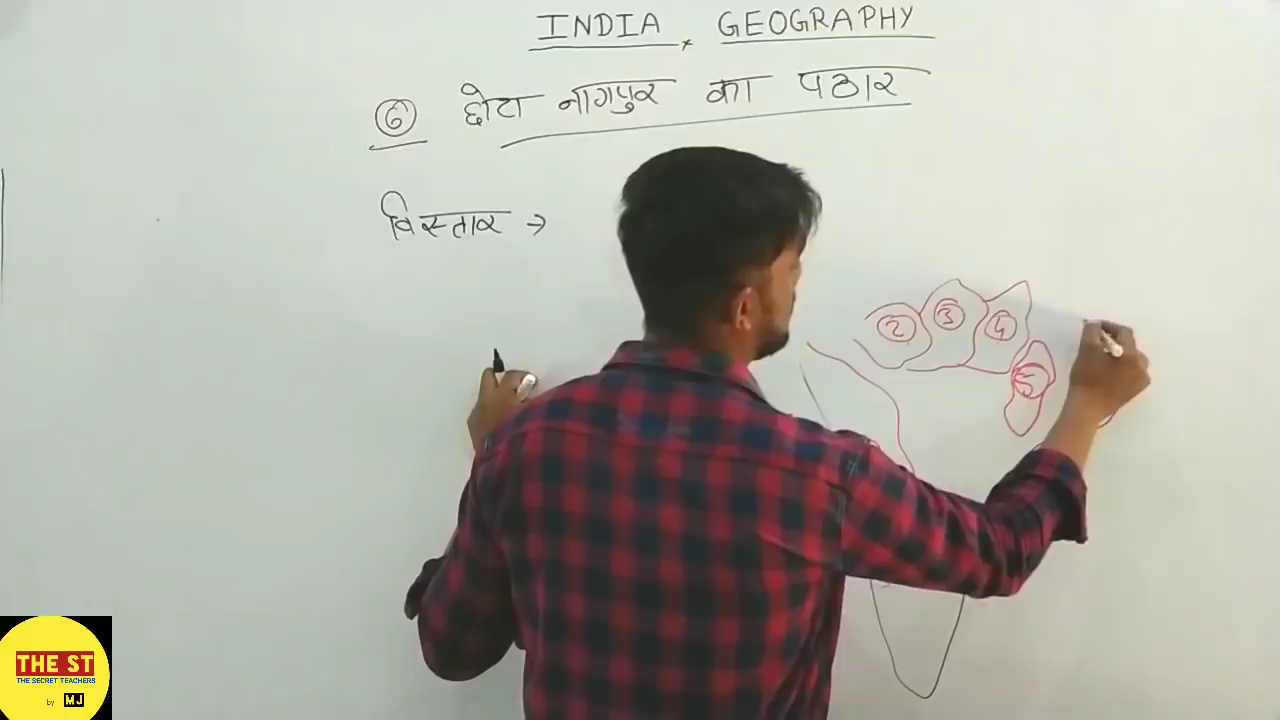 INDIA, GEOGRAPHY
⑥ छोटा नागपुर का पठार
विस्तार →
② ③ ④
⑤
THE ST
THE SECRET TEACHERS
by MJ